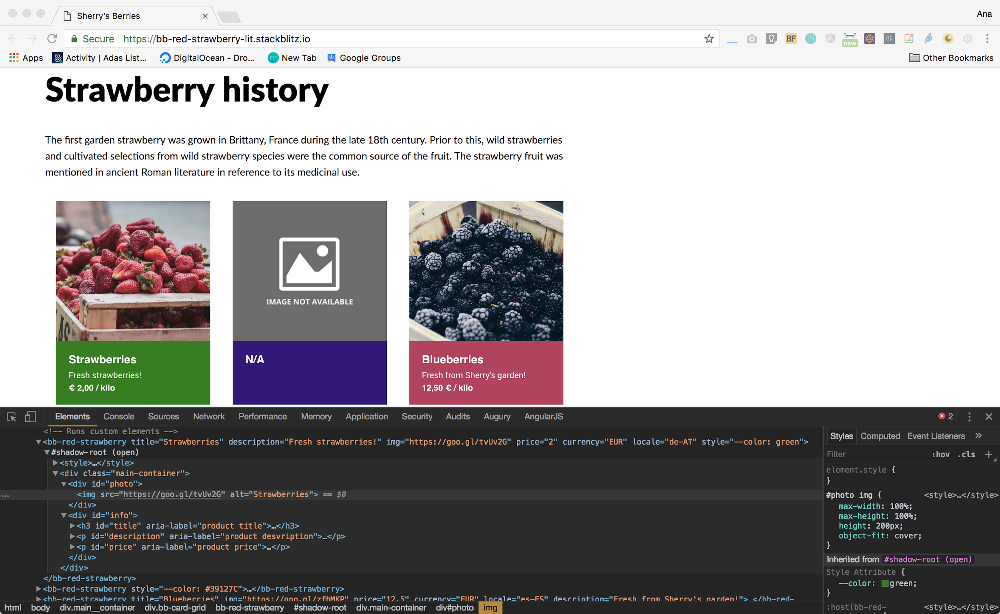 Sherry's Berries
Ana
Secure https://bb-red-strawberry-lit.stackblitz.io
BF
new
Apps Activity | Adas List... DigitalOcean - Dro... New Tab Google Groups Other Bookmarks
Strawberry history
The first garden strawberry was grown in Brittany, France during the late 18th century. Prior to this, wild strawberries
and cultivated selections from wild strawberry species were the common source of the fruit. The strawberry fruit was
mentioned in ancient Roman literature in reference to its medicinal use.
IMAGE NOT AVAILABLE
Strawberries
Fresh strawberries!
€ 2,00 / kilo
N/A
Blueberries
Fresh from Sherry's garden!
12,50 € / kilo
Elements Console Sources Network Performance Memory Application Security Audits Augury AngularJS 2
<!-- Runs custom elements -->
<bb-red-strawberry title="Strawberries" description="Fresh strawberries!" img="https://goo.gl/tvUv2G" price="2" currency="EUR" locale="de-AT" style="--color: green">
#shadow-root (open)
<style>…</style>
<div class="main-container">
<div id="photo">
<img src="https://goo.gl/tvUv2G" alt="Strawberries"> == $0
</div>
<div id="info">
<h3 id="title" aria-label="product title">…</h3>
<p id="description" aria-label="product desvription">…</p>
<p id="price" aria-label="product price">…</p>
</div>
</div>
</bb-red-strawberry>
<bb-red-strawberry style="--color: #39127C">…</bb-red-strawberry>
<bb-red-strawberry title="Blueberries" img="https://goo.gl/zfhMKP" price="12.5" currency="EUR" locale="es-ES" description="Fresh from Sherry's garden!"> </bb-red-
html body div.main__container div.bb-card-grid bb-red-strawberry #shadow-root div.main-container div#photo img
Styles Computed Event Listeners »
Filter :hov .cls +
element.style {
}
#photo img { <style>…</style>
max-width: 100%;
max-height: 100%;
height: 200px;
object-fit: cover;
}
Inherited from #shadow-root (open)
Style Attribute {
--color: green;
}
:host(bb-red- <style>…</style>